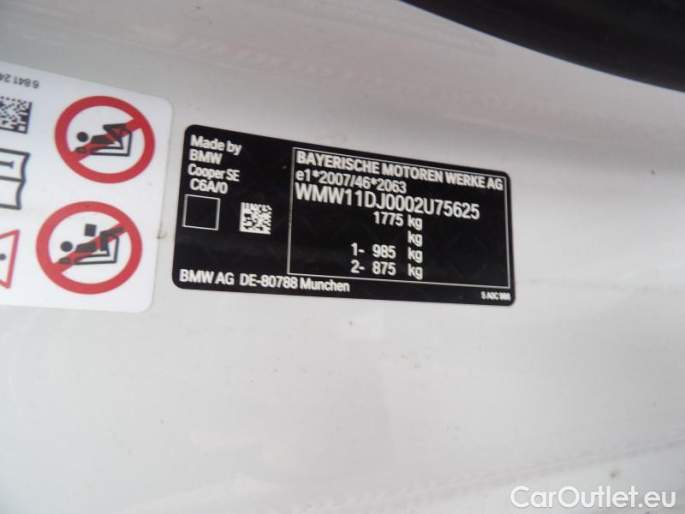 68412
Made by
BMW
Cooper SE
C6A/0
BAYERISCHE MOTOREN WERKE AG
e1*2007/46*2063
WMW11DJ0002U75625
1775 kg
kg
1- 985 kg
2- 875 kg
BMW AG DE-80788 Munchen
CarOutlet.eu